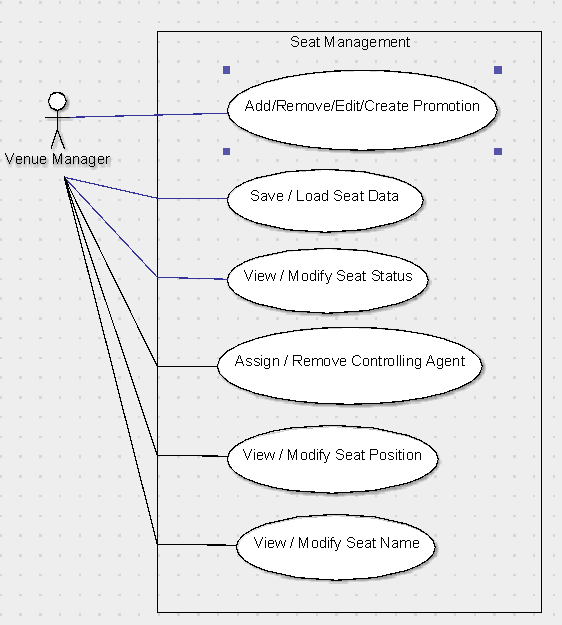 Seat Management
Add/Remove/Edit/Create Promotion
Venue Manager
Save / Load Seat Data
View / Modify Seat Status
Assign / Remove Controlling Agent
View / Modify Seat Position
View / Modify Seat Name